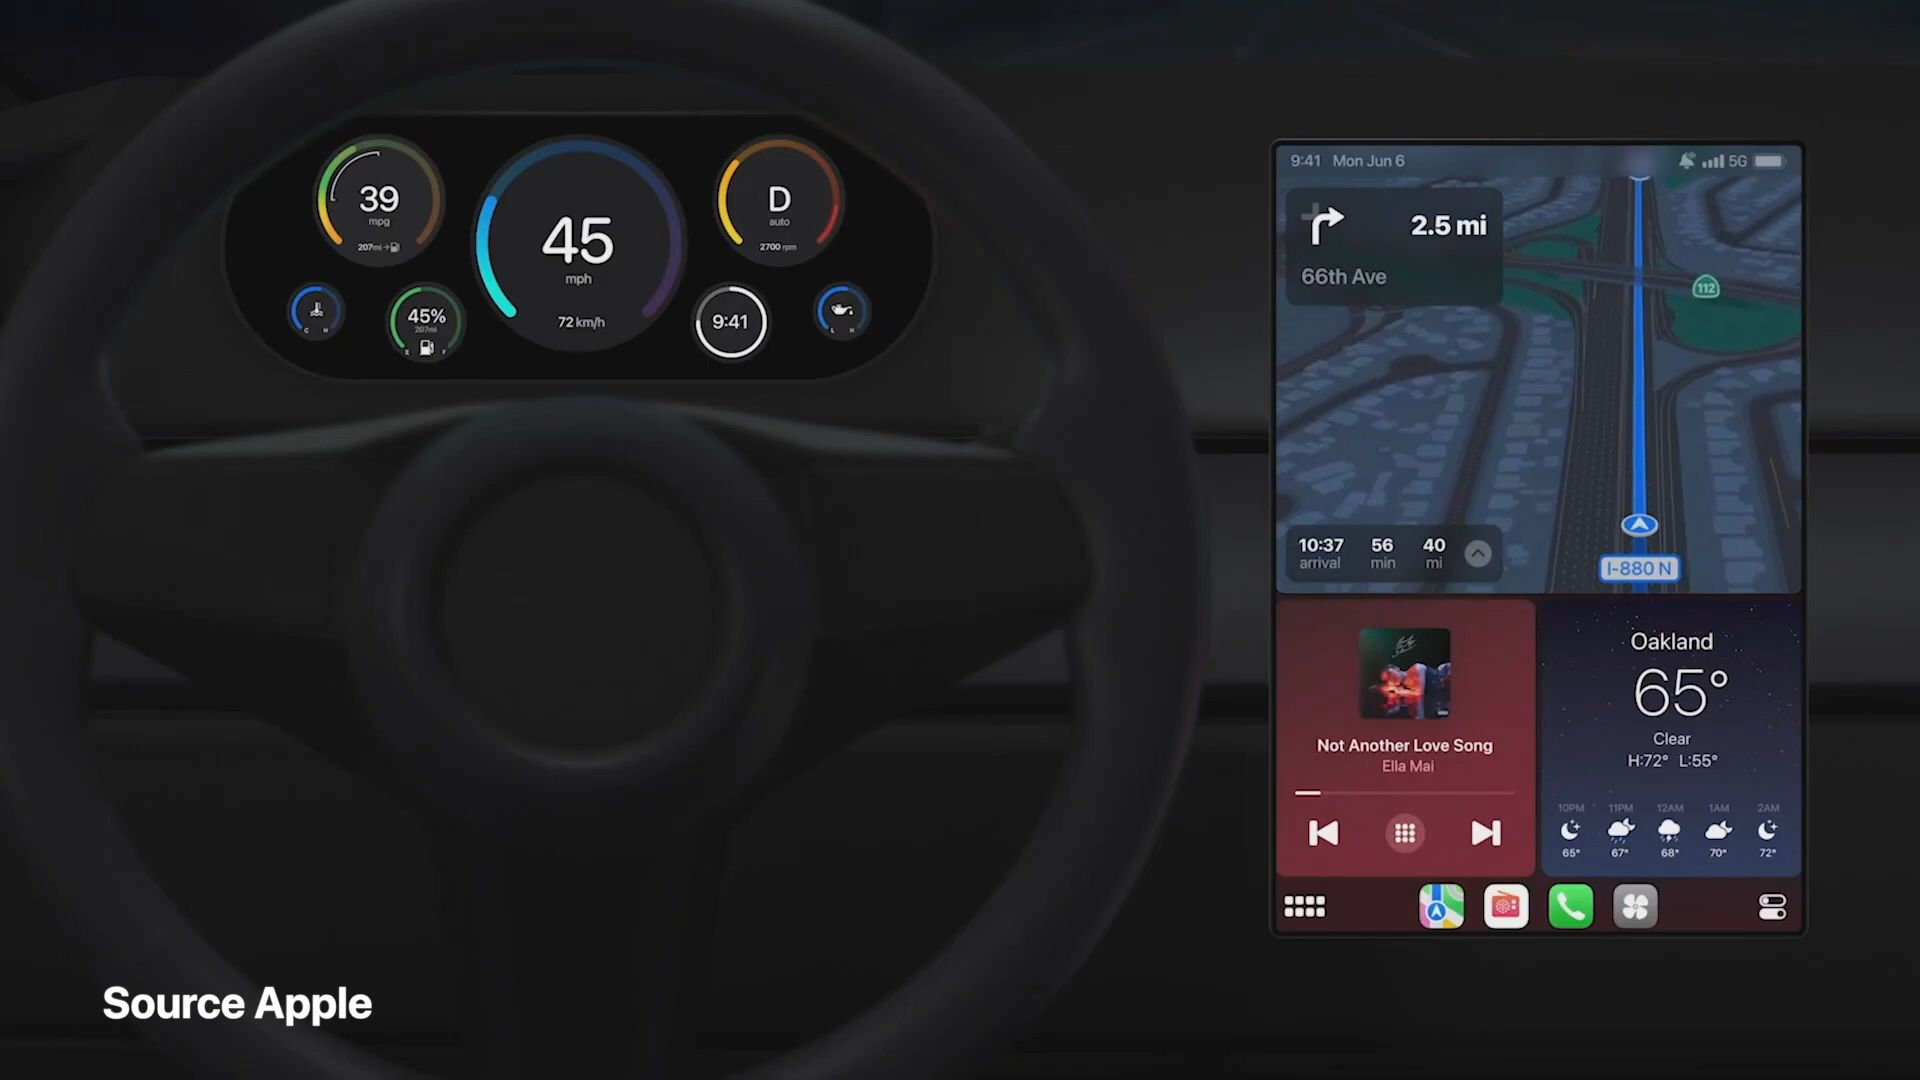 39
mpg
207mi
45
mph
72 km/h
D
auto
2700 rpm
C H
45%
207mi
E F
9:41
L H
9:41 Mon Jun 6
5G
2.5 mi
66th Ave
112
10:37 56 40
arrival min mi
I-880 N
Not Another Love Song
Ella Mai
Oakland
65°
Clear
H:72° L:55°
10PM 11PM 12AM 1AM 2AM
65° 67° 68° 70° 72°
Source Apple